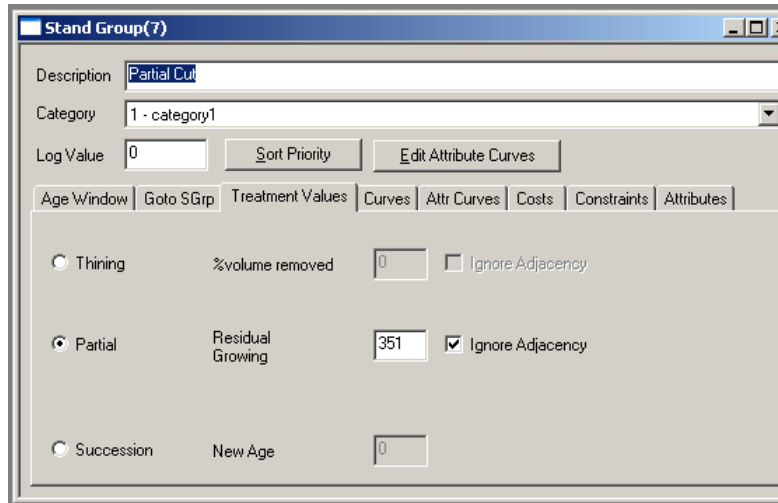 Stand Group(7)
Description Partial Cut
Category 1 - category1
Log Value 0 Sort Priority Edit Attribute Curves
Age Window Goto SGrp Treatment Values Curves Attr Curves Costs Constraints Attributes
Thining %volume removed 0 Ignore Adjacency
Partial Residual Growing 351 Ignore Adjacency
Succession New Age 0